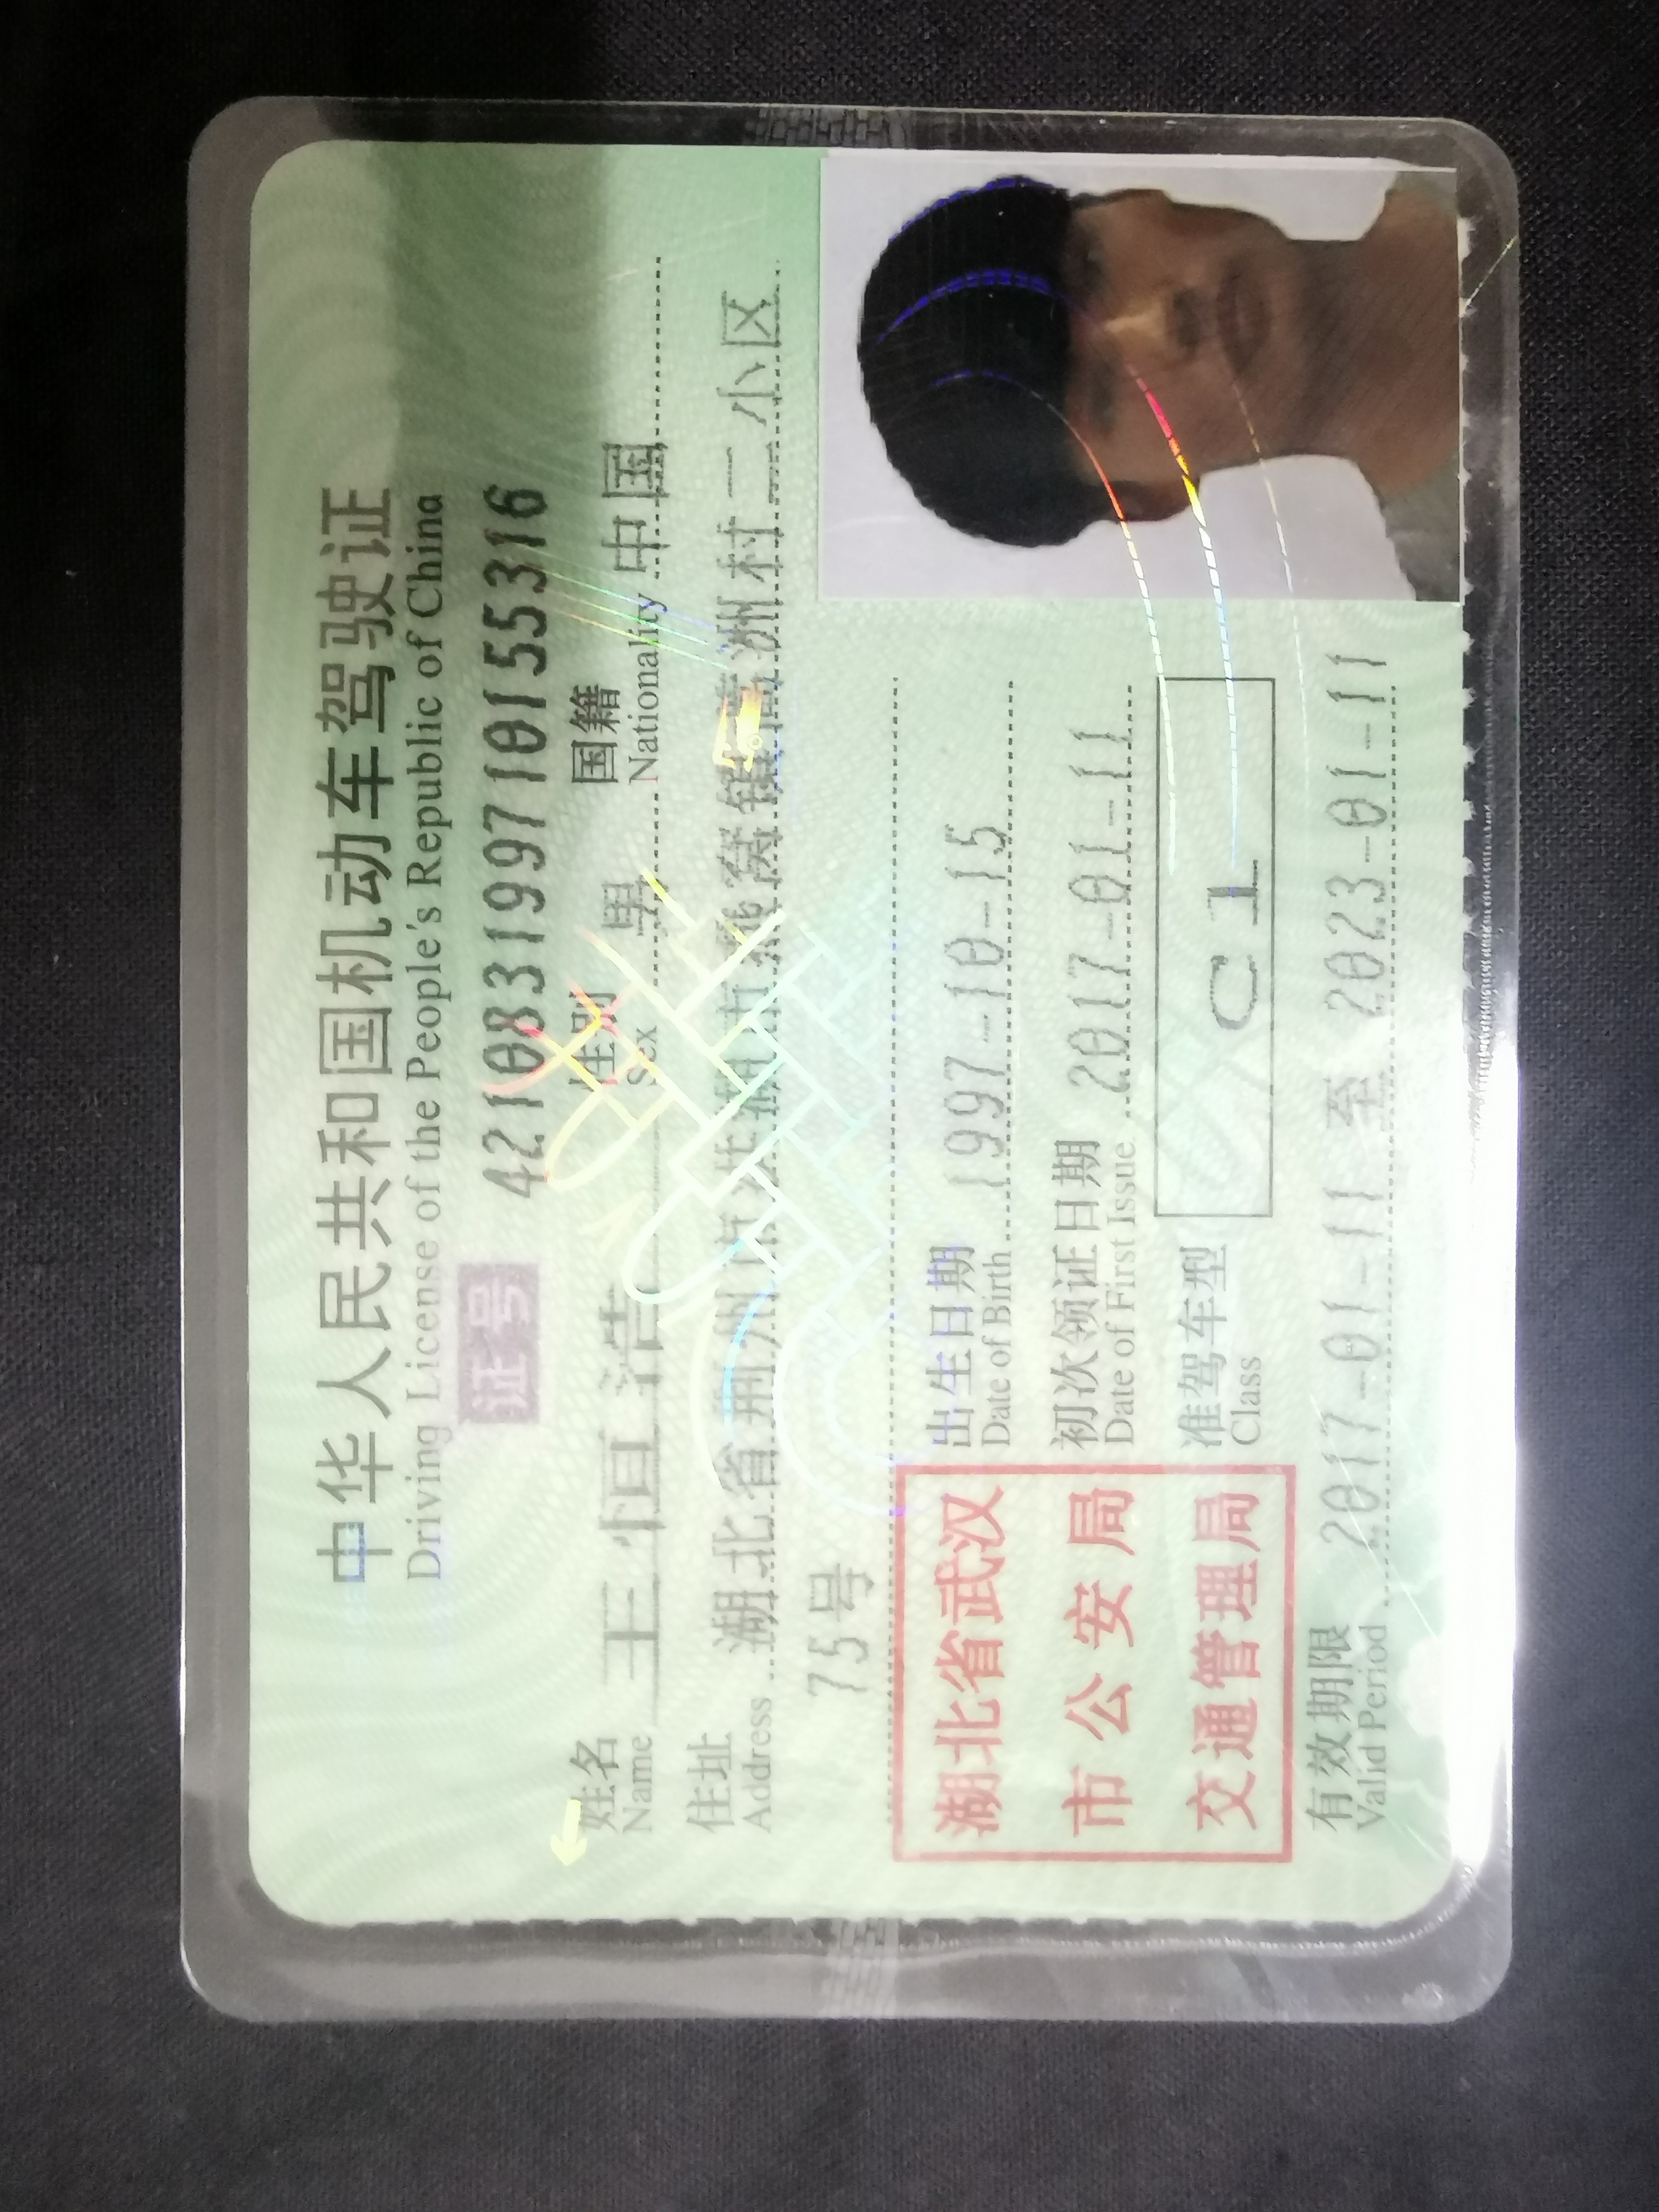 中华人民共和国机动车驾驶证
Driving License of the People's Republic of China
证号 421083199710155316
姓名 王恒浩 性别 男 国籍 中国
Name Sex Nationality
住址 湖北省荆州市洪湖市燕窝镇 洲村二小区
Address
75号
出生日期 1997-10-15
Date of Birth
初次领证日期 2017-01-11
Date of First Issue
准驾车型 C1
Class
湖北省武汉
市公安局
交通管理局
有效期限 2017-01-11 至 2023-01-11
Valid Period